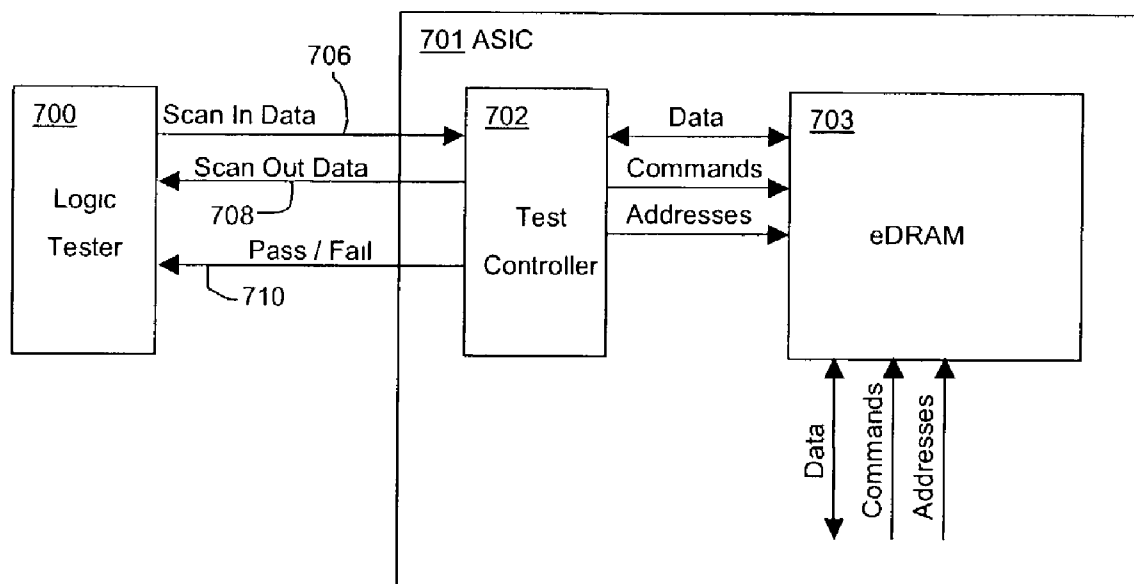 701 ASIC
706
700
Scan In Data
702
Data
703
Scan Out Data
Commands
Logic
Tester
708
Test
Controller
Addresses
eDRAM
Pass / Fail
710
Data
Commands
Addresses